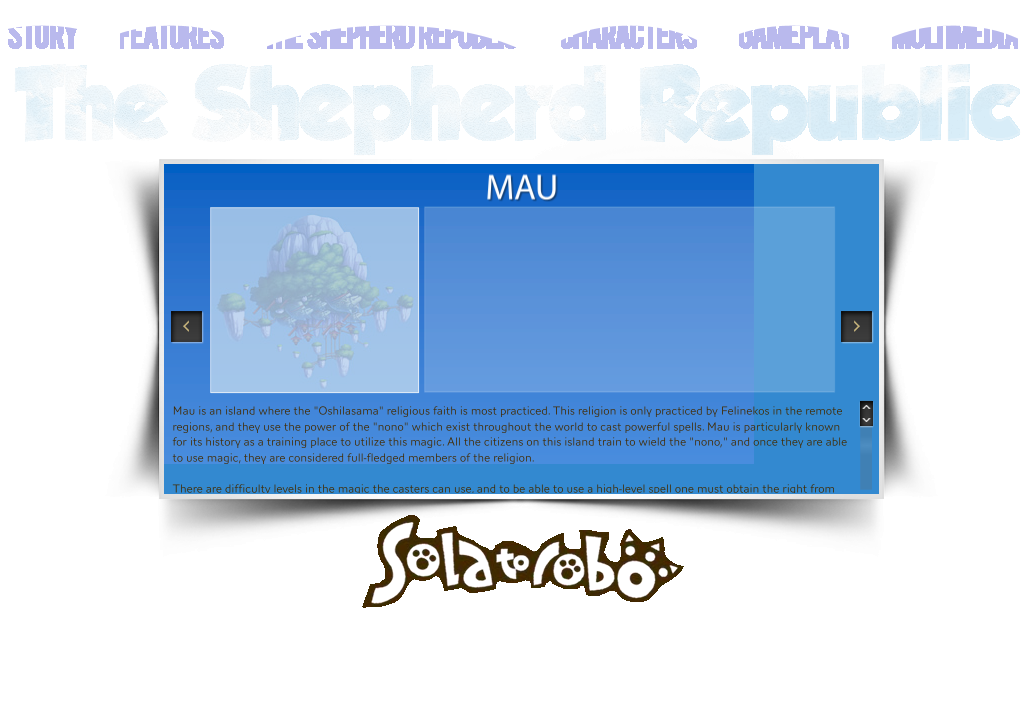 STORY FEATURES THE SHEPHERD REPUBLIC CHARACTERS GAMEPLAY MULTIMEDIA
The Shepherd Republic
MAU
Mau is an island where the "Oshilasama" religious faith is most practiced. This religion is only practiced by Felinekos in the remote
regions, and they use the power of the "nono" which exist throughout the world to cast powerful spells. Mau is particularly known
for its history as a training place to utilize this magic. All the citizens on this island train to wield the "nono," and once they are able
to use magic, they are considered full-fledged members of the religion.
There are difficulty levels in the magic the casters can use, and to be able to use a high-level spell one must obtain the right from
Solatorobo